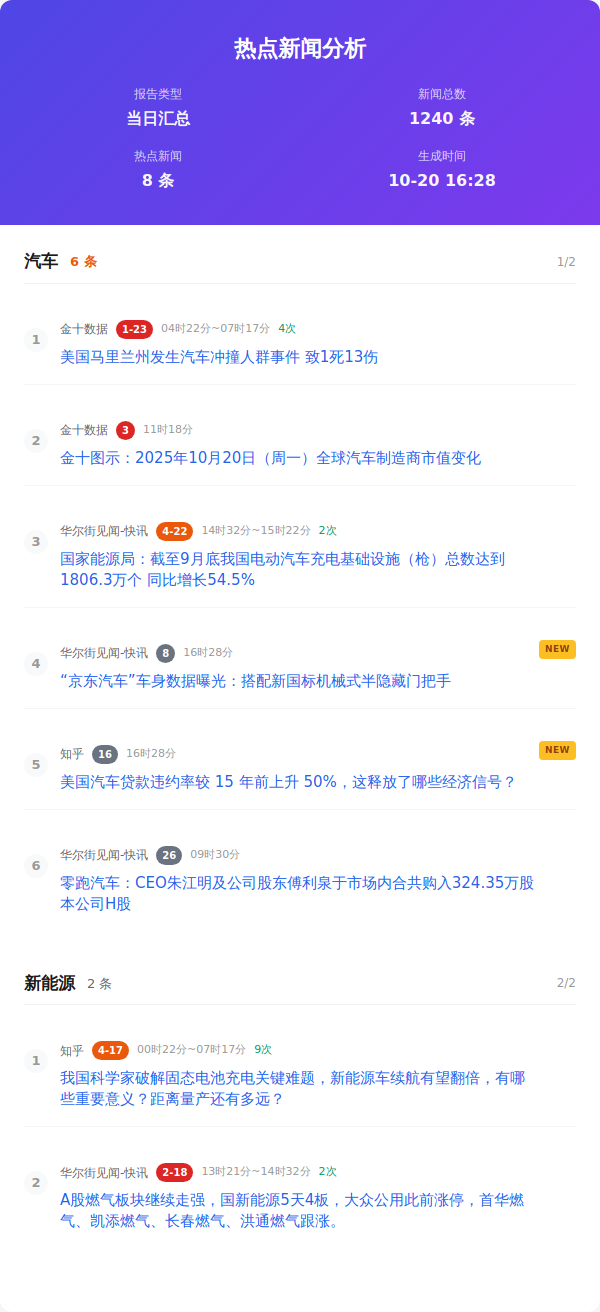 热点新闻分析
报告类型
新闻总数
当日汇总
1240 条
热点新闻
生成时间
8 条
10-20 16:28
汽车 6 条 1/2
1 金十数据 1-23 04时22分~07时17分 4次
美国马里兰州发生汽车冲撞人群事件 致1死13伤
2 金十数据 3 11时18分
金十图示：2025年10月20日（周一）全球汽车制造商市值变化
3 华尔街见闻-快讯 4-22 14时32分~15时22分 2次
国家能源局：截至9月底我国电动汽车充电基础设施（枪）总数达到
1806.3万个 同比增长54.5%
4 华尔街见闻-快讯 8 16时28分 NEW
“京东汽车”车身数据曝光：搭配新国标机械式半隐藏门把手
5 知乎 16 16时28分 NEW
美国汽车贷款违约率较 15 年前上升 50%，这释放了哪些经济信号？
6 华尔街见闻-快讯 26 09时30分
零跑汽车：CEO朱江明及公司股东傅利泉于市场内合共购入324.35万股
本公司H股
新能源 2 条 2/2
1 知乎 4-17 00时22分~07时17分 9次
我国科学家破解固态电池充电关键难题，新能源车续航有望翻倍，有哪
些重要意义？距离量产还有多远？
2 华尔街见闻-快讯 2-18 13时21分~14时32分 2次
A股燃气板块继续走强，国新能源5天4板，大众公用此前涨停，首华燃
气、凯添燃气、长春燃气、洪通燃气跟涨。